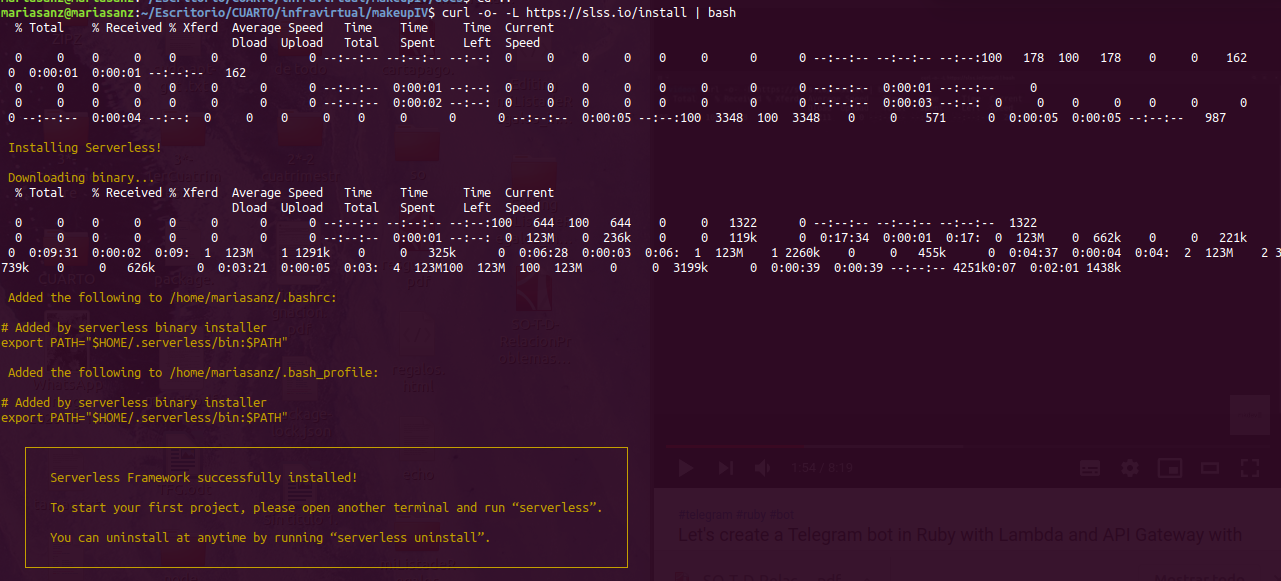 mariasanz@mariasanz:~/Escritorio/CUARTO/infravirtual/makeupIV$ curl -o- -L https://slss.io/install | bash
% Total % Received % Xferd Average Speed Time Time Time Current
Dload Upload Total Spent Left Speed
0 0 0 0 0 0 0 0 --:--:-- --:--:-- --:--: 0 0 0 0 0 0 0 0 --:--:-- --:--:-- --:--:100 178 100 178 0 0 162
0 0:00:01 0:00:01 --:--:-- 162
0 0 0 0 0 0 0 0 --:--:-- 0:00:01 --:--: 0 0 0 0 0 0 0 0 --:--:-- 0:00:01 --:--:-- 0
0 0 0 0 0 0 0 0 --:--:-- 0:00:02 --:--: 0 0 0 0 0 0 0 0 --:--:-- 0:00:03 --:--: 0 0 0 0 0 0 0
0 --:--:-- 0:00:04 --:--: 0 0 0 0 0 0 0 0 --:--:-- 0:00:05 --:--:100 3348 100 3348 0 0 571 0 0:00:05 0:00:05 --:--:-- 987
Installing Serverless!
Downloading binary...
% Total % Received % Xferd Average Speed Time Time Time Current
Dload Upload Total Spent Left Speed
0 0 0 0 0 0 0 0 --:--:-- --:--:-- --:--:--100 644 100 644 0 0 1322 0 --:--:-- --:--:-- --:--:-- 1322
0 0 0 0 0 0 0 0 --:--:-- 0:00:01 --:--: 0 123M 0 236k 0 0 119k 0 0:17:34 0:00:01 0:17: 0 123M 0 662k 0 0 221k
0 0:09:31 0:00:02 0:09: 1 123M 1 1291k 0 0 325k 0 0:06:28 0:00:03 0:06: 1 123M 1 2260k 0 0 455k 0 0:04:37 0:00:04 0:04: 2 123M 2 3
739k 0 0 626k 0 0:03:21 0:00:05 0:03: 4 123M100 123M 100 123M 0 0 3199k 0 0:00:39 0:00:39 --:--:-- 4251k0:07 0:02:01 1438k
Added the following to /home/mariasanz/.bashrc:
# Added by serverless binary installer
export PATH="$HOME/.serverless/bin:$PATH"
Added the following to /home/mariasanz/.bash_profile:
# Added by serverless binary installer
export PATH="$HOME/.serverless/bin:$PATH"
Serverless Framework successfully installed!
To start your first project, please open another terminal and run “serverless”.
You can uninstall at anytime by running “serverless uninstall”.
1:54 / 8:19
#telegram #ruby #bot
Let's create a Telegram bot in Ruby with Lambda and API Gateway with